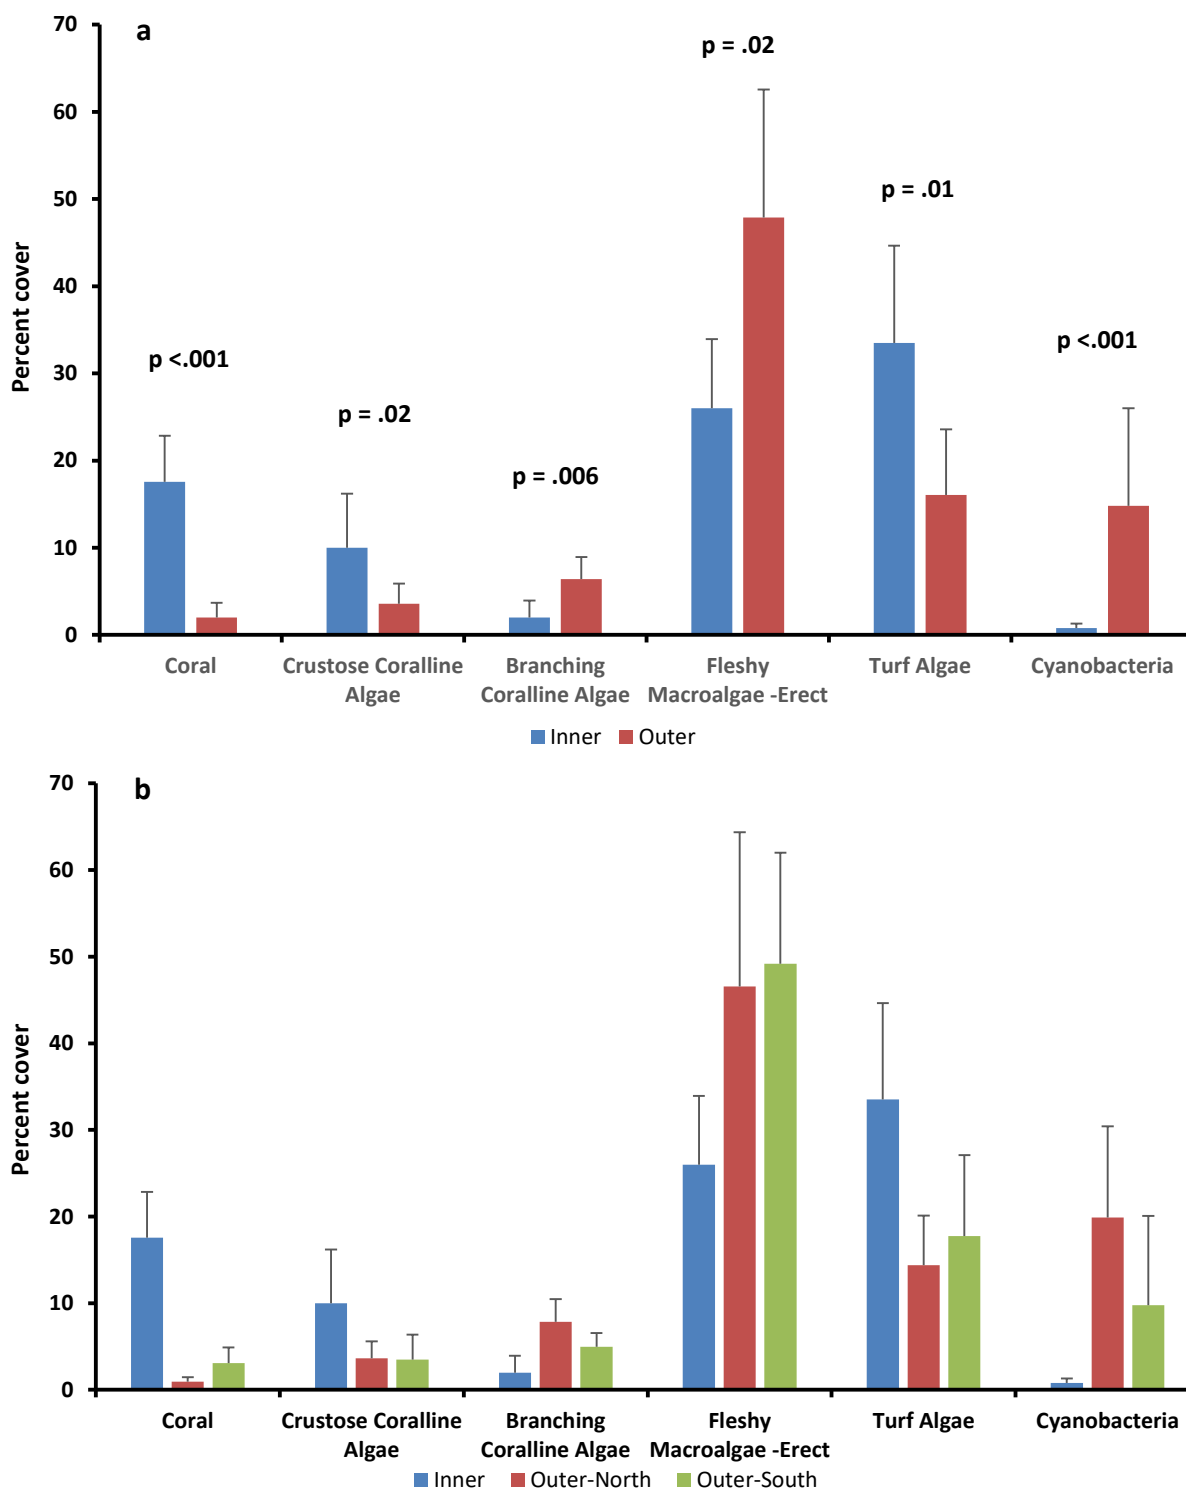 a
70
60
50
40
30
20
10
0
Percent cover
p <.001
p = .02
p = .006
p = .02
p = .01
p <.001
Coral
Crustose Coralline
Algae
Branching
Coralline Algae
Fleshy
Macroalgae -Erect
Turf Algae
Cyanobacteria
Inner
Outer
b
70
60
50
40
30
20
10
0
Percent cover
Coral
Crustose Coralline
Algae
Branching
Coralline Algae
Fleshy
Macroalgae -Erect
Turf Algae
Cyanobacteria
Inner
Outer-North
Outer-South